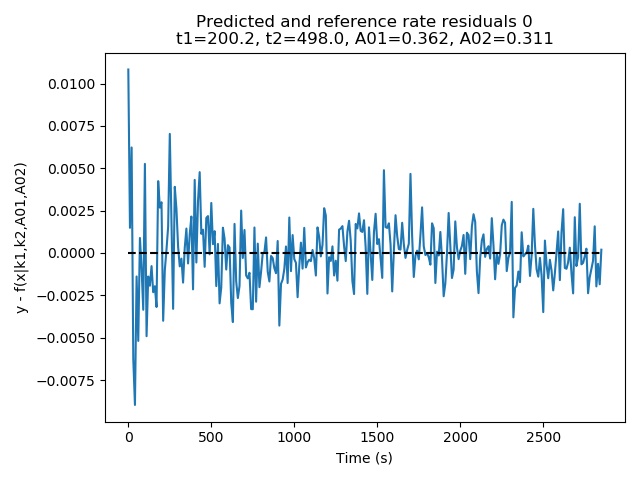 Predicted and reference rate residuals 0
t1=200.2, t2=498.0, A01=0.362, A02=0.311
y - f(x|k1,k2,A01,A02)
0.0100
0.0075
0.0050
0.0025
0.0000
−0.0025
−0.0050
−0.0075
0 500 1000 1500 2000 2500
Time (s)